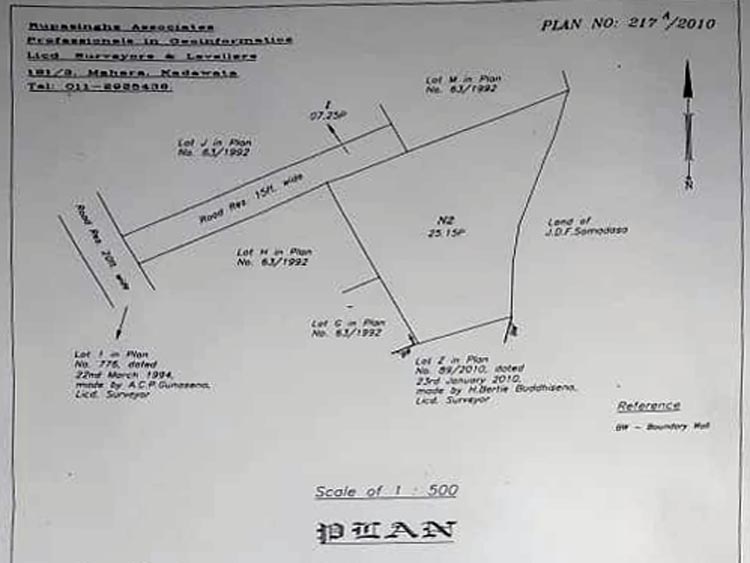 Rupasinghe Associates
Professionals in Geoinformatics
Licd Surveyors & Levellers
181/3, Mahara, Kadawata
Tel: 011-2925436
PLAN NO: 217 A/2010
Lot M in Plan
No. 63/1992
I
07.25P
Lot J in Plan
No. 63/1992
Road Res. 15ft. wide
Road Res. 20ft. wide
N
N2
25.15P
Land of
J.D.F.Samadasa
Lot H in Plan
No. 63/1992
Lot G in Plan
No. 63/1992
Lot 1 in Plan
No. 776, dated
22nd March 1994,
made by A.C.P.Gunasena,
Licd. Surveyor
BW
BW
Lot Z in Plan
No. 89/2010, dated
23rd January 2010,
made by H.Bertie Buddhisena,
Licd. Surveyor
Reference
BW - Boundary Wall
Scale of 1 : 500
PLAN